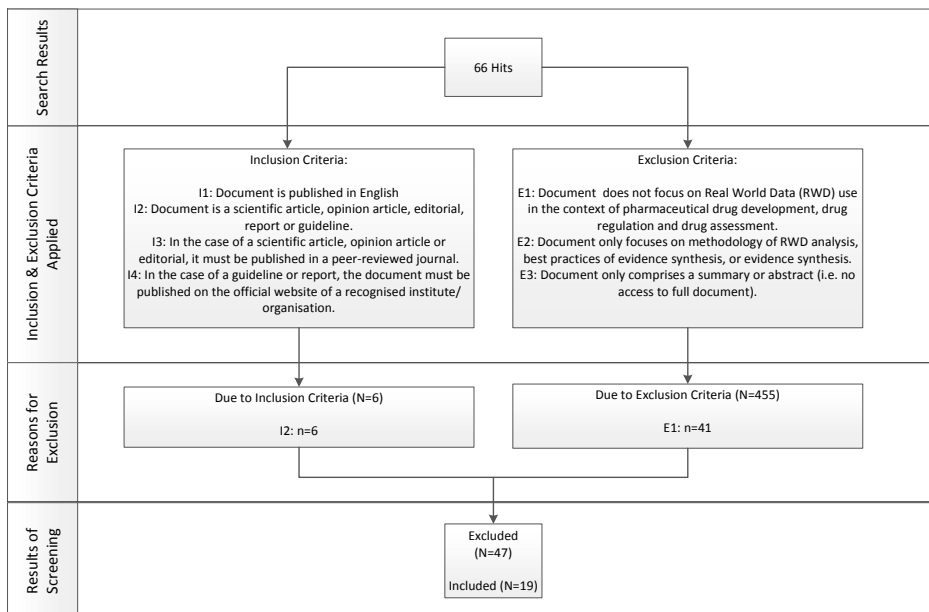 Search Results
66 Hits
Inclusion & Exclusion Criteria
Applied
Inclusion Criteria:
I1: Document is published in English
I2: Document is a scientific article, opinion article, editorial,
report or guideline.
I3: In the case of a scientific article, opinion article or
editorial, it must be published in a peer-reviewed journal.
I4: In the case of a guideline or report, the document must be
published on the official website of a recognised institute/
organisation.
Exclusion Criteria:
E1: Document does not focus on Real World Data (RWD) use
in the context of pharmaceutical drug development, drug
regulation and drug assessment.
E2: Document only focuses on methodology of RWD analysis,
best practices of evidence synthesis, or evidence synthesis.
E3: Document only comprises a summary or abstract (i.e. no
access to full document).
Reasons for
Exclusion
Due to Inclusion Criteria (N=6)
I2: n=6
Due to Exclusion Criteria (N=455)
E1: n=41
Results of
Screening
Excluded
(N=47)
Included (N=19)